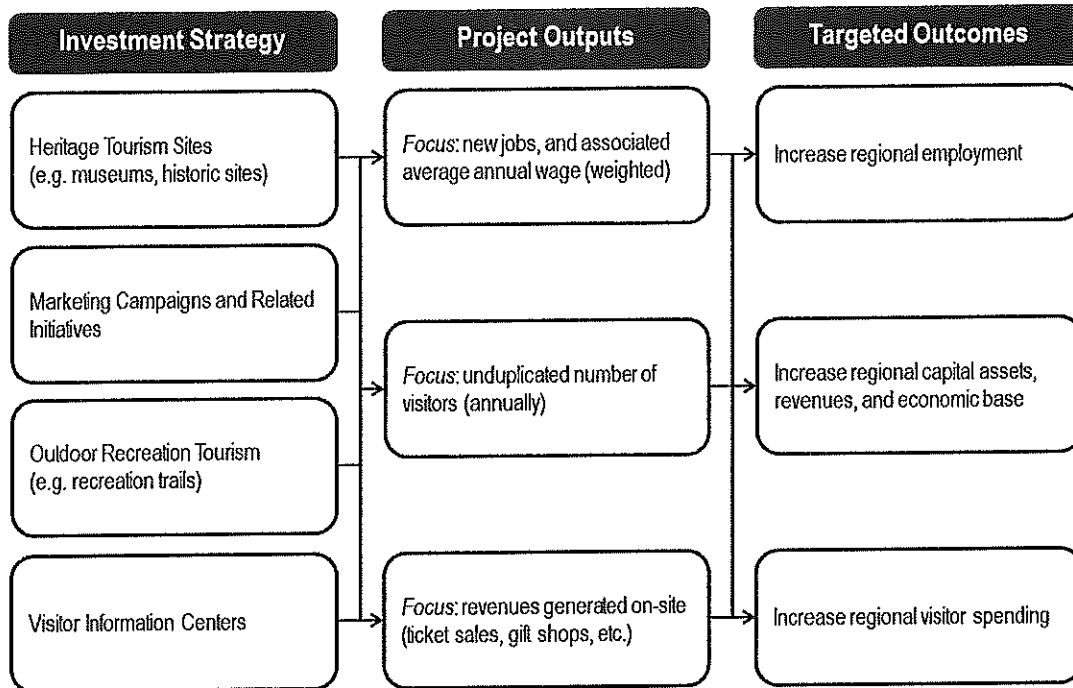 Investment Strategy
Project Outputs
Targeted Outcomes
Heritage Tourism Sites
(e.g. museums, historic sites)
Focus: new jobs, and associated
average annual wage (weighted)
Increase regional employment
Marketing Campaigns and Related
Initiatives
Focus: unduplicated number of
visitors (annually)
Increase regional capital assets,
revenues, and economic base
Outdoor Recreation Tourism
(e.g. recreation trails)
Visitor Information Centers
Focus: revenues generated on-site
(ticket sales, gift shops, etc.)
Increase regional visitor spending